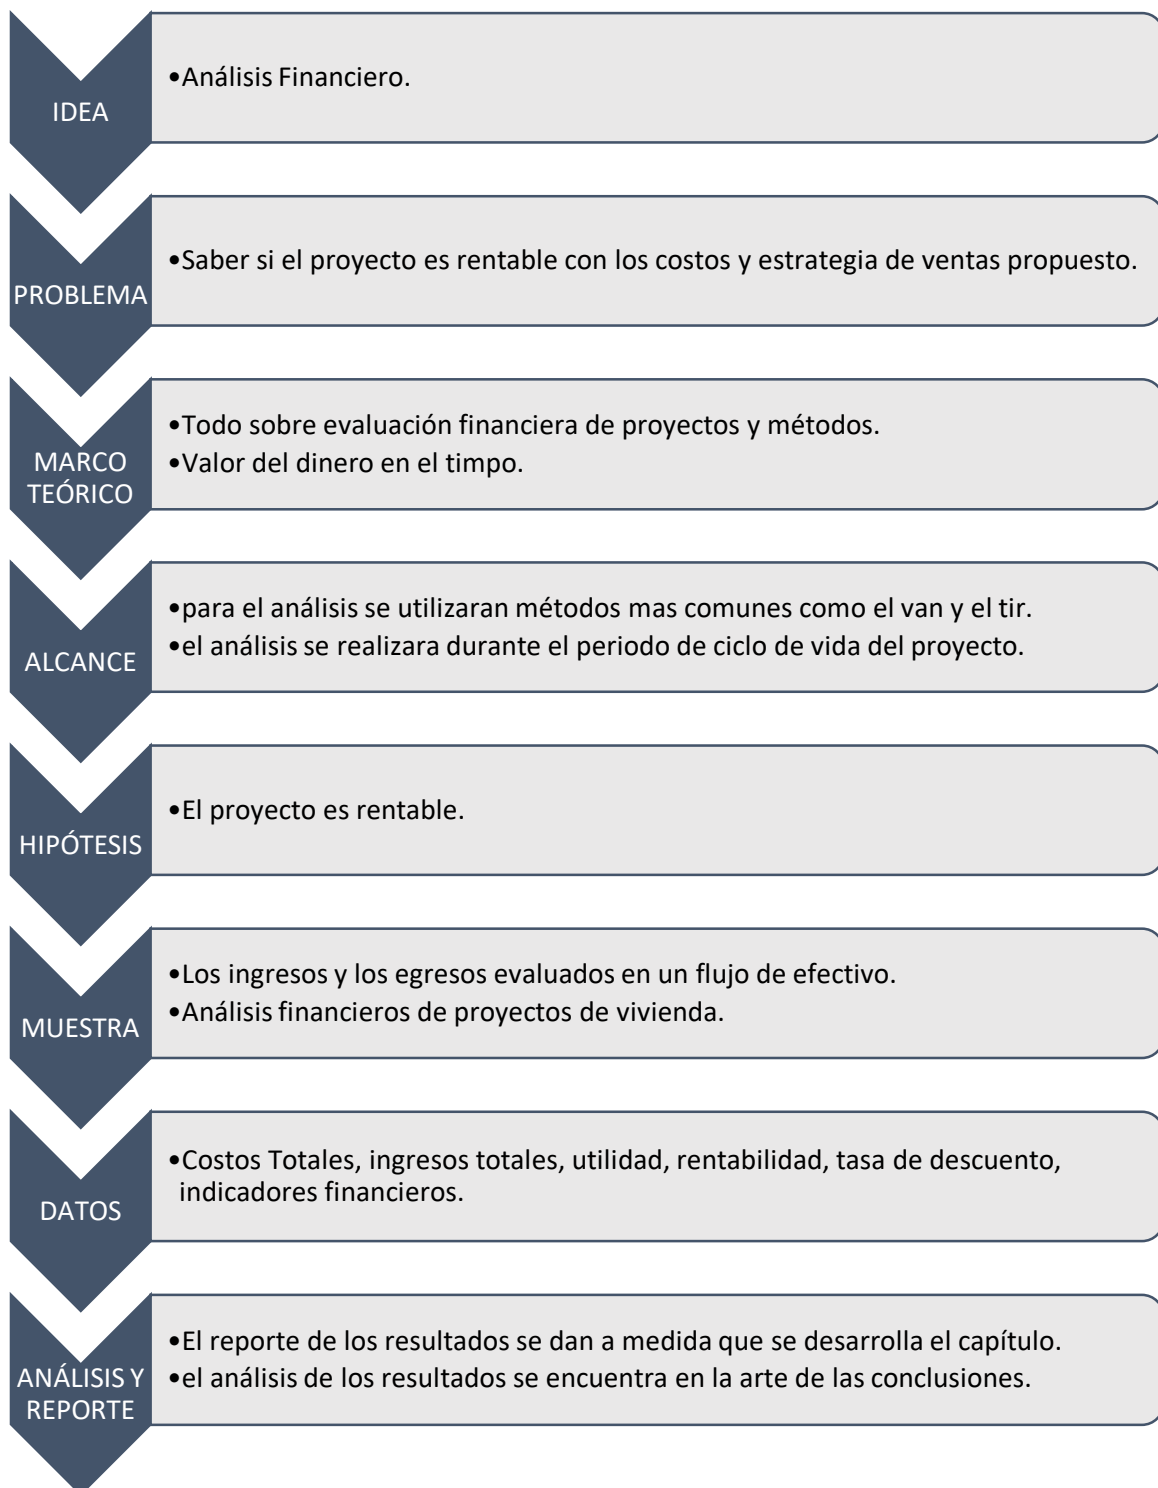 IDEA
•Análisis Financiero.
PROBLEMA
•Saber si el proyecto es rentable con los costos y estrategia de ventas propuesto.
MARCO
TEÓRICO
•Todo sobre evaluación financiera de proyectos y métodos.
•Valor del dinero en el timpo.
ALCANCE
•para el análisis se utilizaran métodos mas comunes como el van y el tir.
•el análisis se realizara durante el periodo de ciclo de vida del proyecto.
HIPÓTESIS
•El proyecto es rentable.
MUESTRA
•Los ingresos y los egresos evaluados en un flujo de efectivo.
•Análisis financieros de proyectos de vivienda.
DATOS
•Costos Totales, ingresos totales, utilidad, rentabilidad, tasa de descuento,
indicadores financieros.
ANÁLISIS Y
REPORTE
•El reporte de los resultados se dan a medida que se desarrolla el capítulo.
•el análisis de los resultados se encuentra en la arte de las conclusiones.